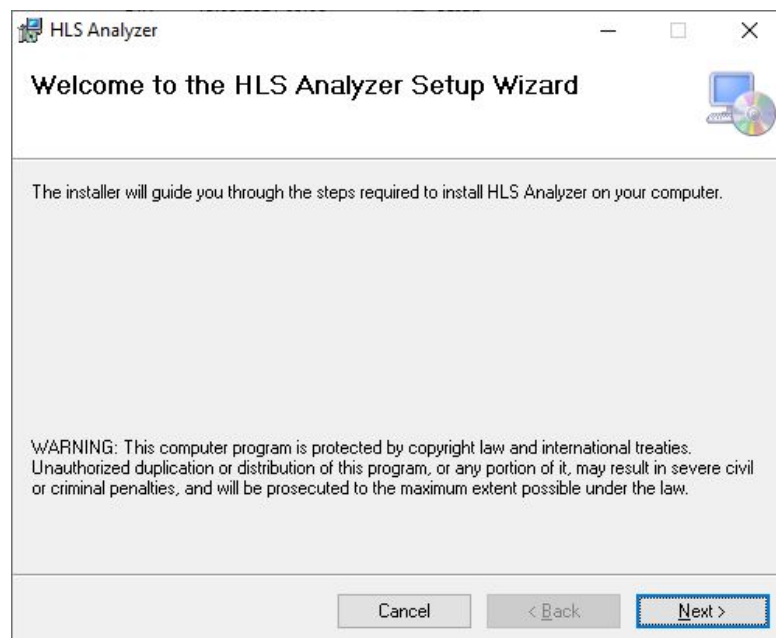 HLS Analyzer
Welcome to the HLS Analyzer Setup Wizard
The installer will guide you through the steps required to install HLS Analyzer on your computer.
WARNING: This computer program is protected by copyright law and international treaties.
Unauthorized duplication or distribution of this program, or any portion of it, may result in severe civil
or criminal penalties, and will be prosecuted to the maximum extent possible under the law.
Cancel
< Back
Next >